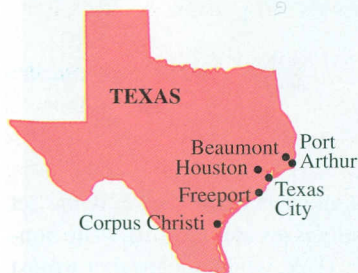 TEXAS
Beaumont
Port
Arthur
Houston
Freeport
Texas
City
Corpus Christi